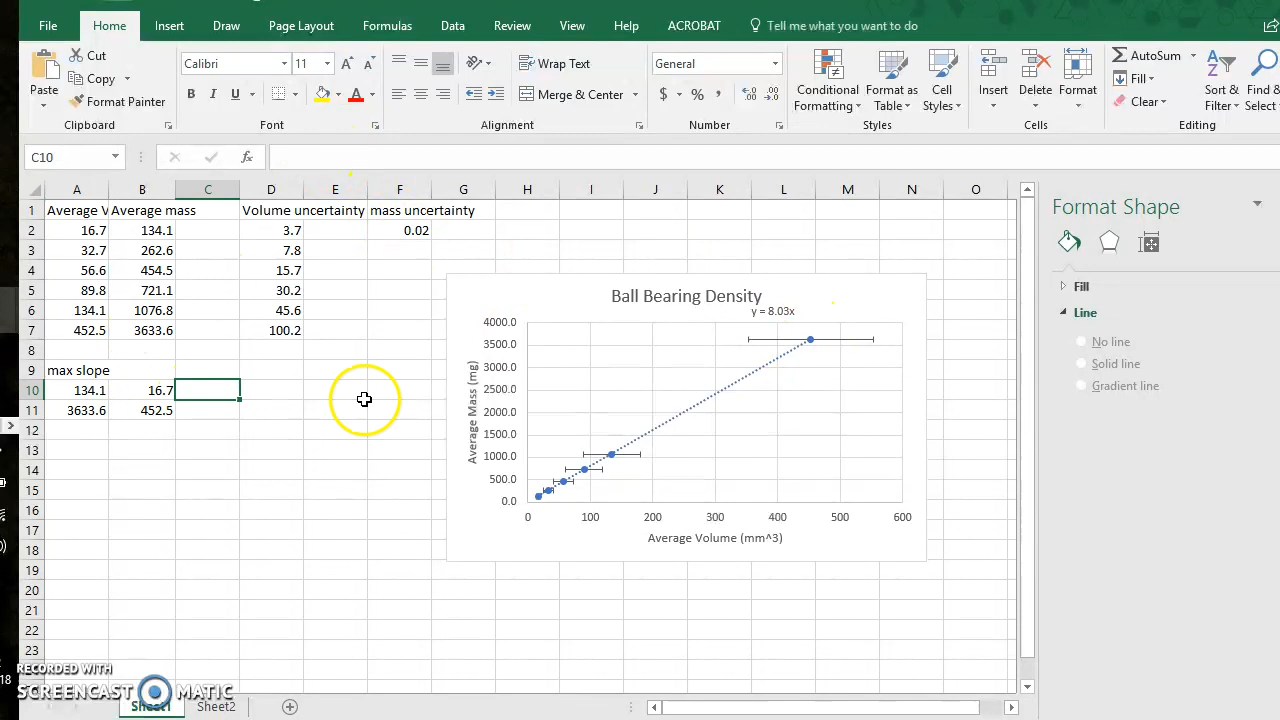 File Home Insert Page Layout Formulas Data Review View Help ACROBAT Tell me what you want to do
Cut Calibri 11 A A Wrap Text General AutoSum
Copy Fill
Paste Format Painter B I U A Merge & Center $ % , Conditional Formatting Format as Table Cell Styles Insert Delete Format Clear Sort & Filter Find & Select
Clipboard Font Alignment Number Styles Cells Editing
C10 fx
A B C D E F G H I J K L M N O
1 Average V Average mass Volume uncertainty mass uncertainty
2 16.7 134.1 3.7 0.02
3 32.7 262.6 7.8
4 56.6 454.5 15.7
5 89.8 721.1 30.2
6 134.1 1076.8 45.6
7 452.5 3633.6 100.2
8
9 max slope
10 134.1 16.7
11 3633.6 452.5
12
13
14
15
16
17
18
19
20
21
22
23
Ball Bearing Density
y = 8.03x
4000.0
3500.0
3000.0
2500.0
2000.0
1500.0
1000.0
500.0
0.0
Average Mass (mg)
0 100 200 300 400 500 600
Average Volume (mm^3)
Format Shape
Fill
Line
No line
Solid line
Gradient line
18
RECORDED WITH
SCREENCAST MATIC
Sheet1 Sheet2